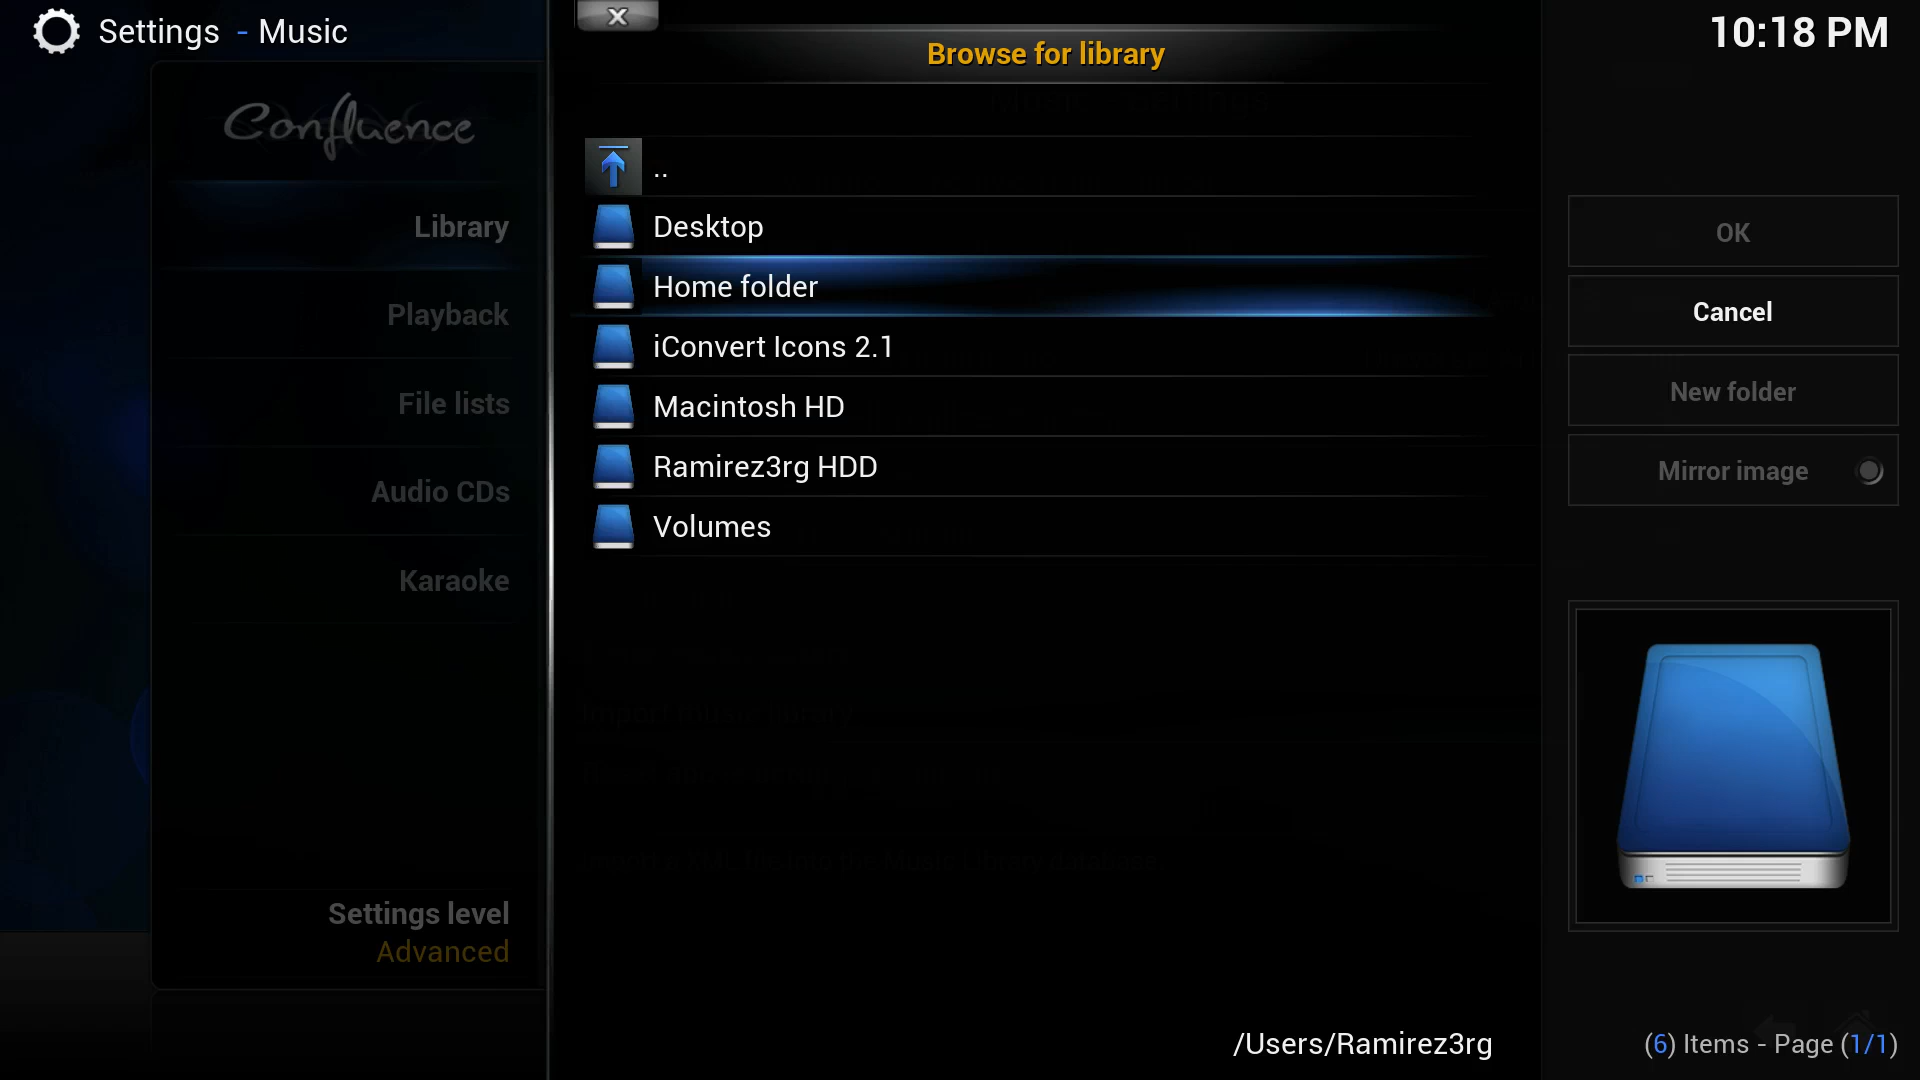 Settings - Music
X
Browse for library
10:18 PM
Confluence
Library
Playback
File lists
Audio CDs
Karaoke
Settings level
Advanced
..
Desktop
Home folder
iConvert Icons 2.1
Macintosh HD
Ramirez3rg HDD
Volumes
OK
Cancel
New folder
Mirror image
/Users/Ramirez3rg
(6) Items - Page (1/1)